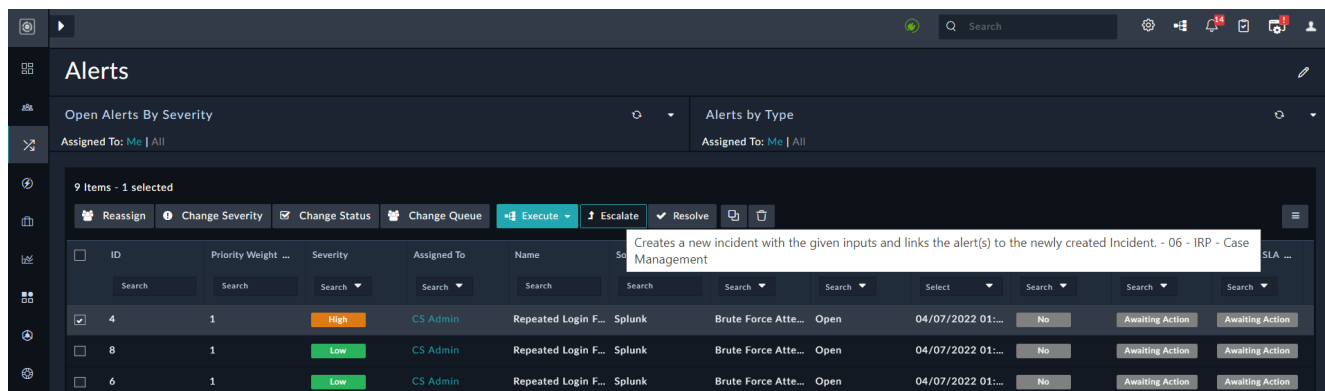 14
!
Search
Alerts
Open Alerts By Severity
Alerts by Type
Assigned To: Me | All
Assigned To: Me | All
9 Items - 1 selected
Reassign Change Severity Change Status Change Queue Execute Escalate Resolve
Creates a new incident with the given inputs and links the alert(s) to the newly created Incident. - 06 - IRP - Case
Management
ID Priority Weight ... Severity Assigned To Name So SLA ...
Search Search Search Search Search Search Search Search Select Search Search Search
4 1 High CS Admin Repeated Login F... Splunk Brute Force Atte... Open 04/07/2022 01:... No Awaiting Action Awaiting Action
8 1 Low CS Admin Repeated Login F... Splunk Brute Force Atte... Open 04/07/2022 01:... No Awaiting Action Awaiting Action
6 1 Low CS Admin Repeated Login F... Splunk Brute Force Atte... Open 04/07/2022 01:... No Awaiting Action Awaiting Action